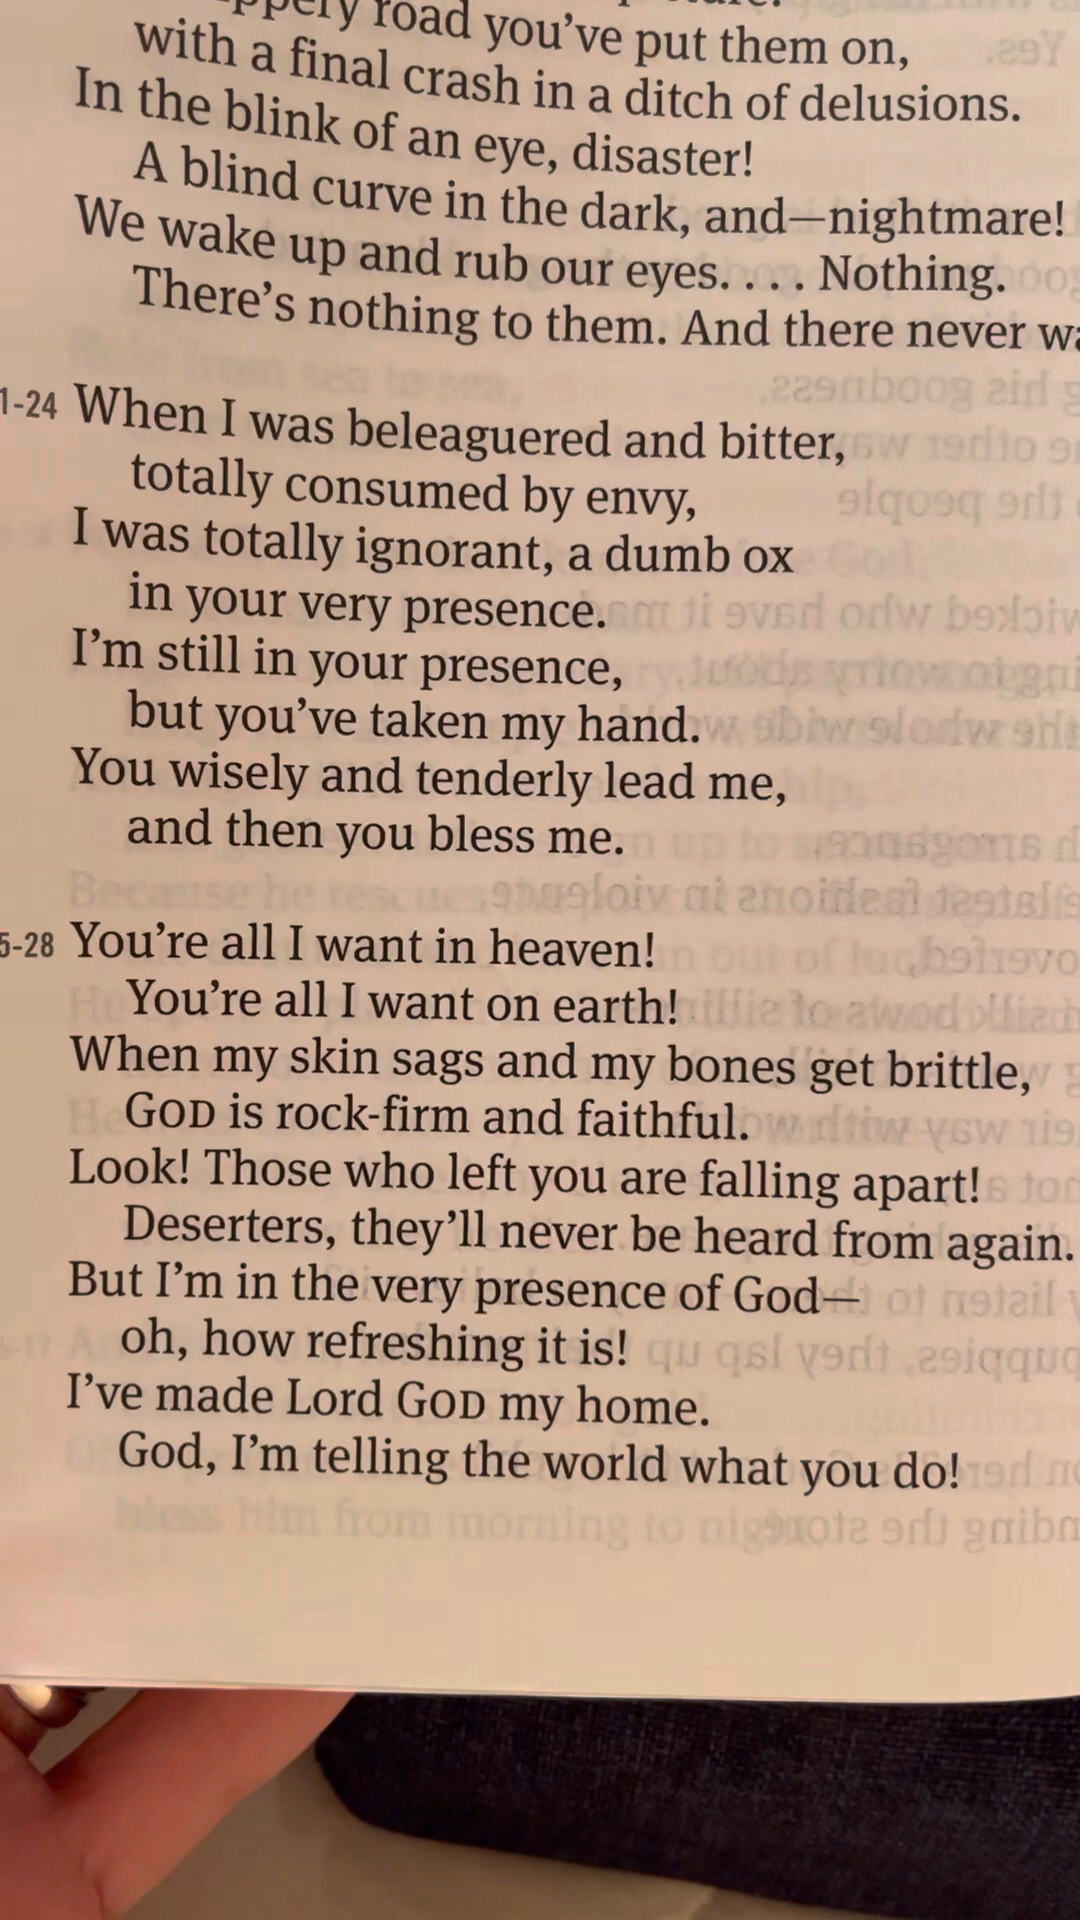 road you've put them on,
with a final crash in a ditch of delusions.
In the blink of an eye, disaster!
A blind curve in the dark, and—nightmare!
We wake up and rub our eyes. . . . Nothing.
There's nothing to them. And there never
1-24 When I was beleaguered and bitter,
totally consumed by envy,
I was totally ignorant, a dumb ox
in your very presence.
I'm still in your presence,
but you've taken my hand.
You wisely and tenderly lead me,
and then you bless me.
5-28 You're all I want in heaven!
You're all I want on earth!
When my skin sags and my bones get brittle,
GOD is rock-firm and faithful.
Look! Those who left you are falling apart!
Deserters, they'll never be heard from again.
But I'm in the very presence of God—
oh, how refreshing it is!
I've made Lord GOD my home.
God, I'm telling the world what you do!